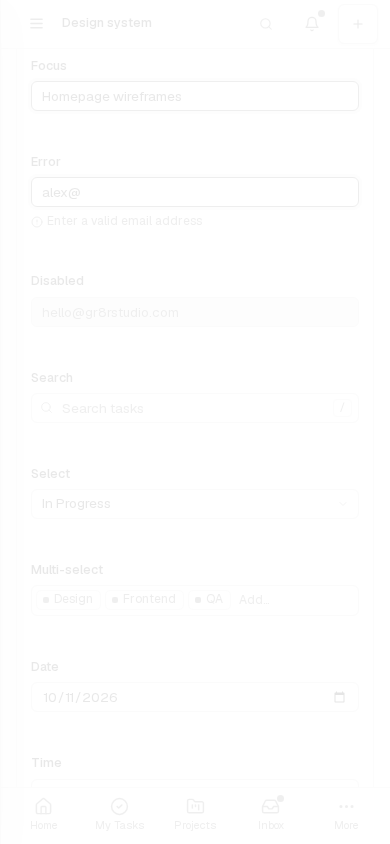 Design system
Focus
Homepage wireframes
Error
alex@
Enter a valid email address
Disabled
hello@gr8rstudio.com
Search
Search tasks /
Select
In Progress
Multi-select
Design Frontend QA Add...
Date
10/11/2026
Time
Home My Tasks Projects Inbox More